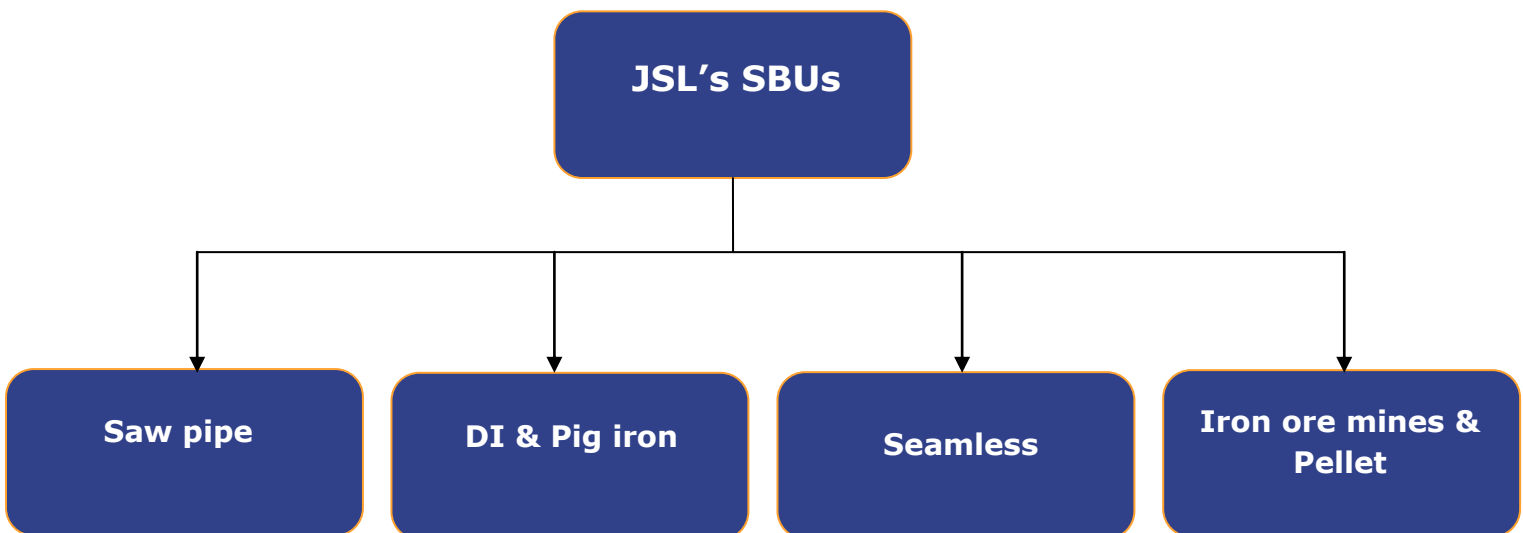 JSL’s SBUs
Saw pipe
DI & Pig iron
Seamless
Iron ore mines &
Pellet